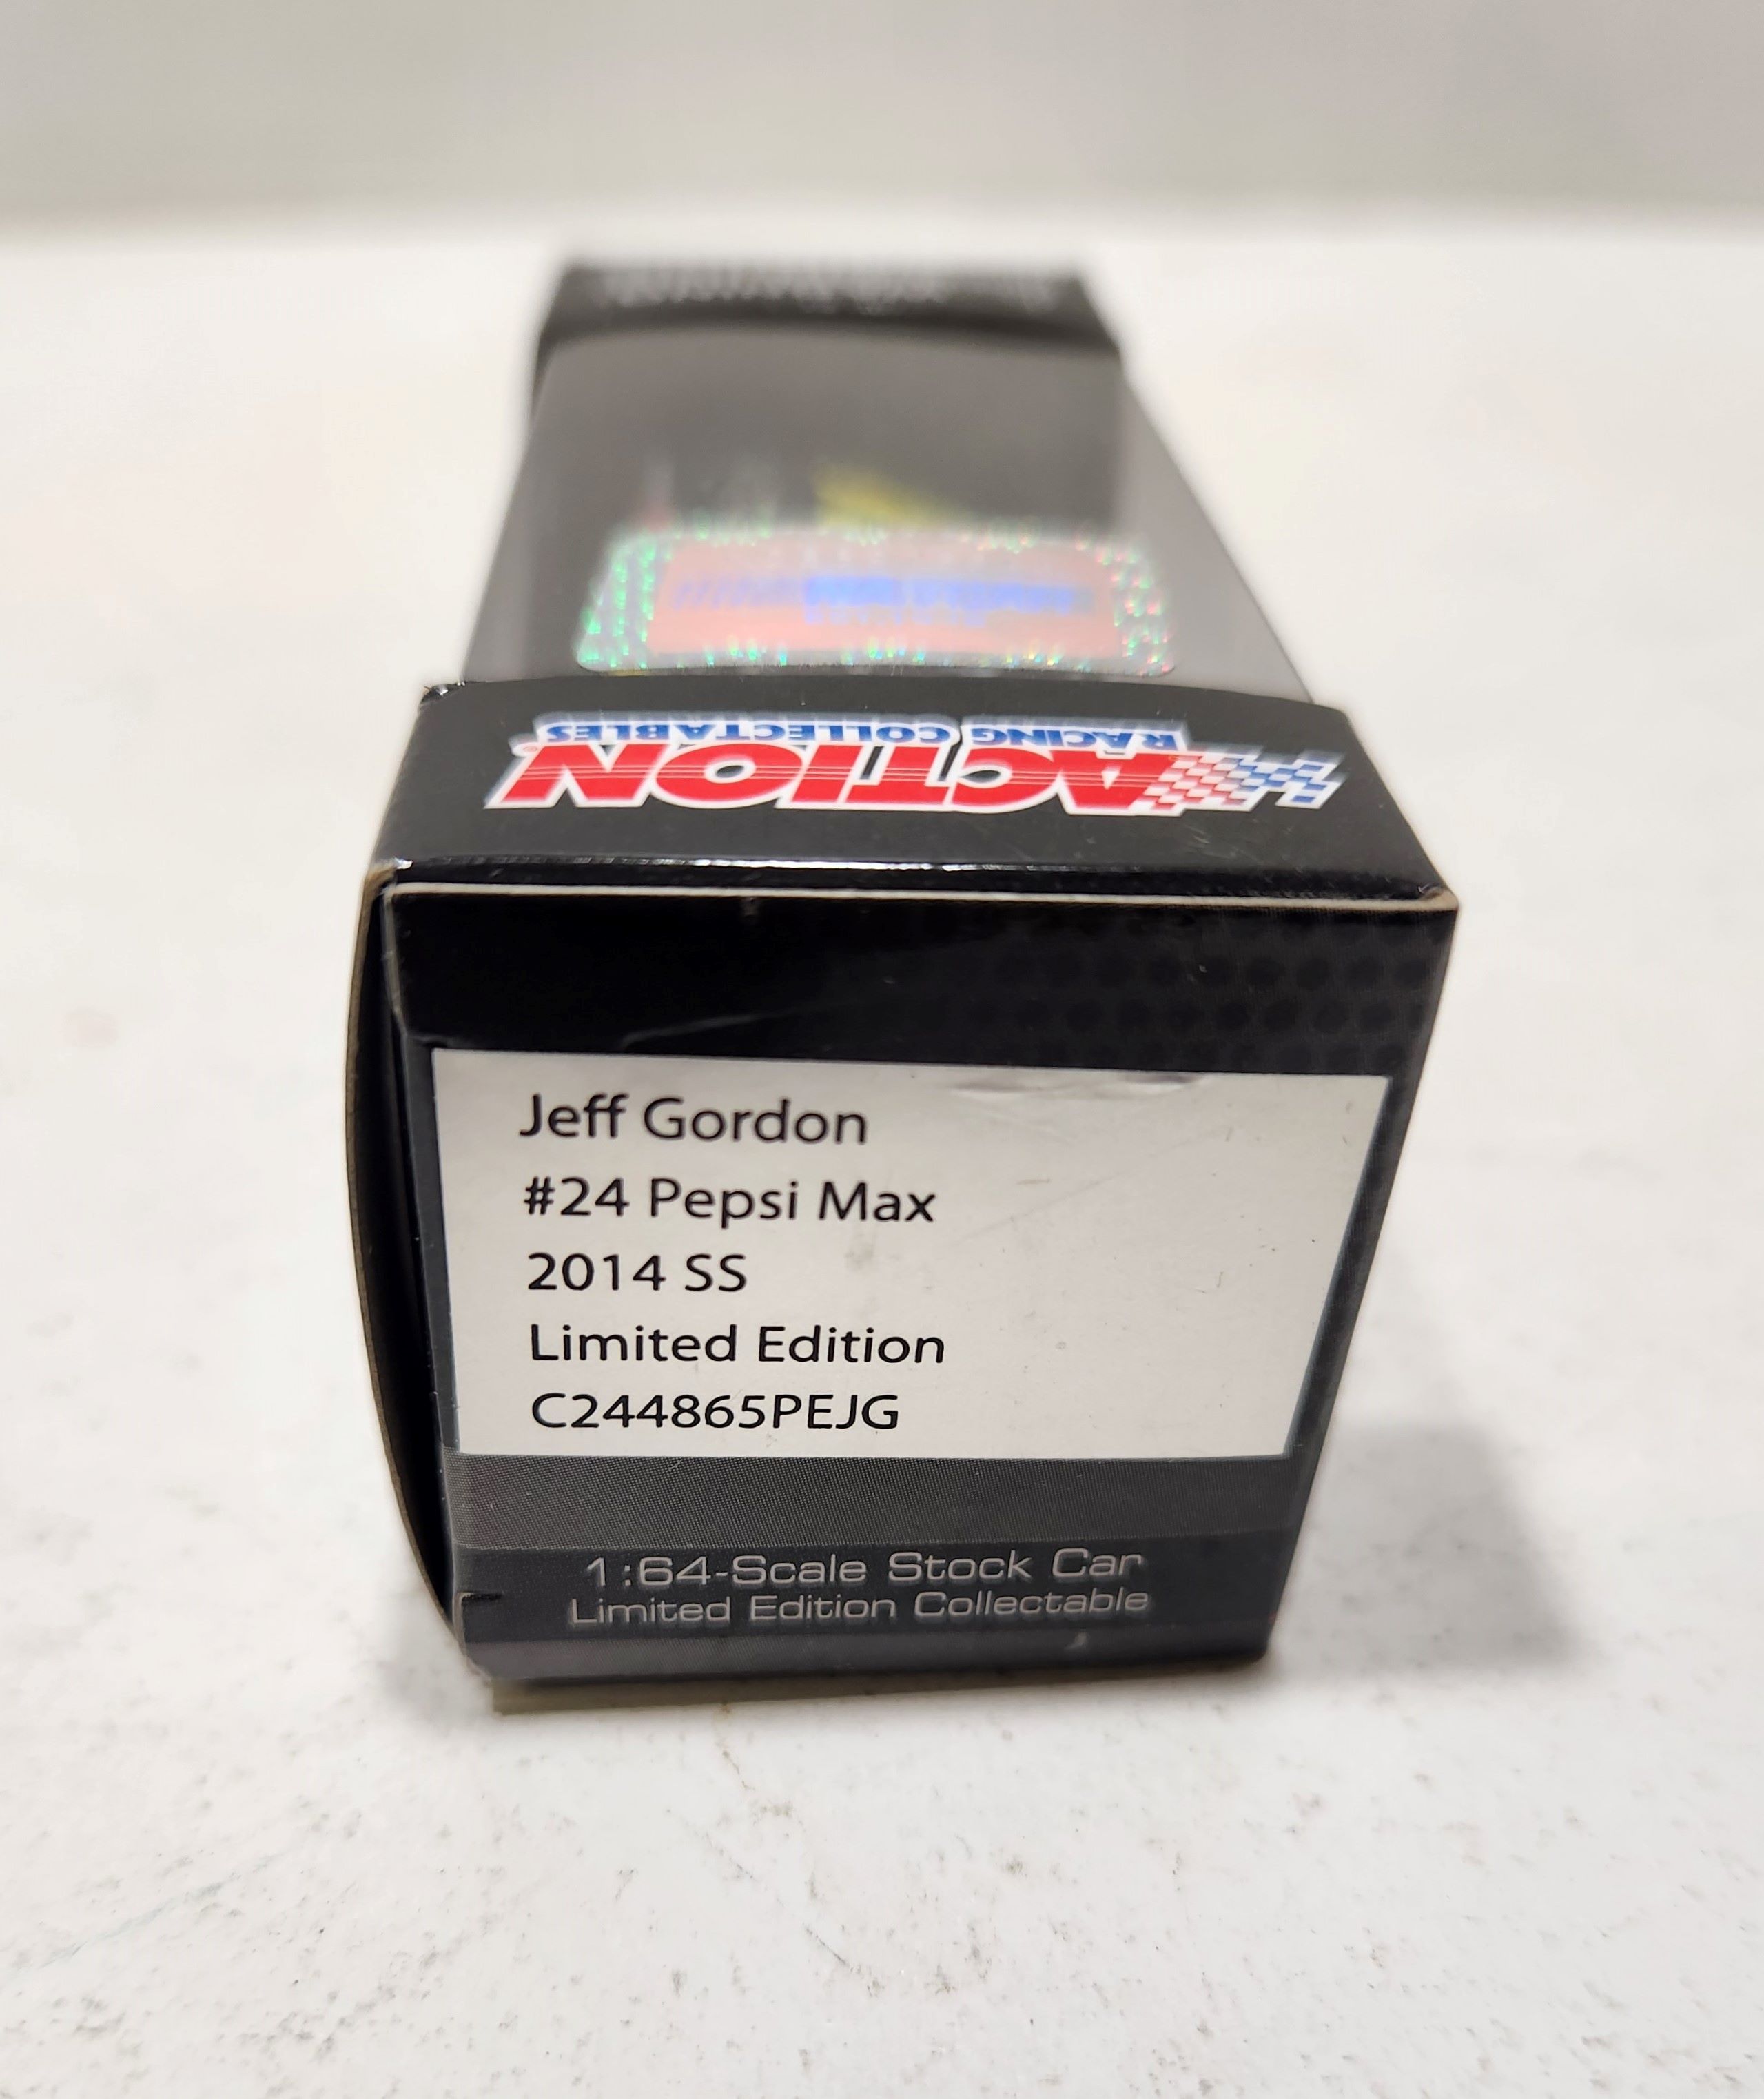 ACTION
RACING COLLECTABLES
Jeff Gordon
#24 Pepsi Max
2014 SS
Limited Edition
C244865PEJG
1:64-Scale Stock Car
Limited Edition Collectable